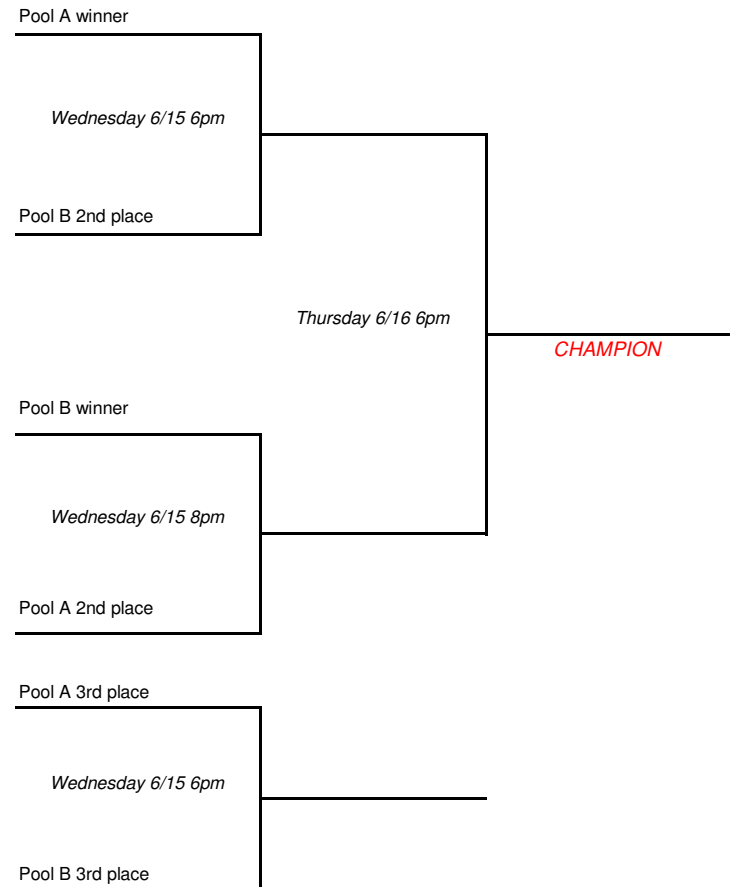 Pool A winner
Wednesday 6/15 6pm
Pool B 2nd place
Thursday 6/16 6pm
CHAMPION
Pool B winner
Wednesday 6/15 8pm
Pool A 2nd place
Pool A 3rd place
Wednesday 6/15 6pm
Pool B 3rd place